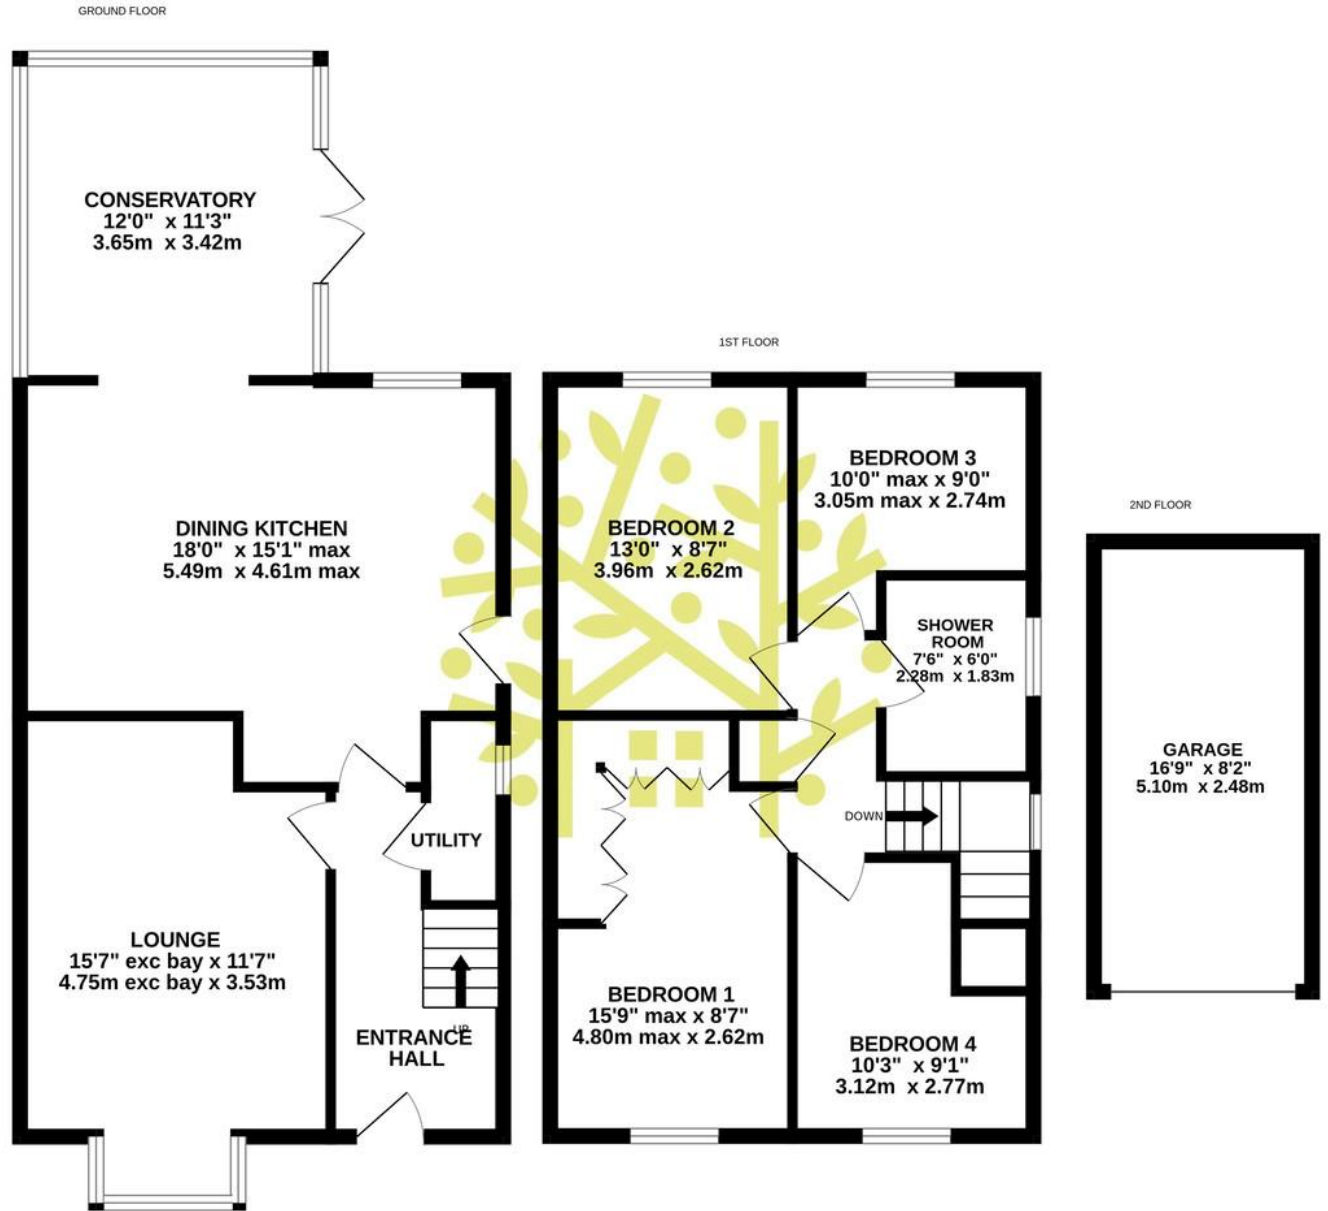 GROUND FLOOR
CONSERVATORY
12'0" x 11'3"
3.65m x 3.42m
DINING KITCHEN
18'0" x 15'1" max
5.49m x 4.61m max
UTILITY
LOUNGE
15'7" exc bay x 11'7"
4.75m exc bay x 3.53m
UP
ENTRANCE
HALL
1ST FLOOR
BEDROOM 2
13'0" x 8'7"
3.96m x 2.62m
BEDROOM 3
10'0" max x 9'0"
3.05m max x 2.74m
SHOWER
ROOM
7'6" x 6'0"
2.28m x 1.83m
DOWN
BEDROOM 1
15'9" max x 8'7"
4.80m max x 2.62m
BEDROOM 4
10'3" x 9'1"
3.12m x 2.77m
2ND FLOOR
GARAGE
16'9" x 8'2"
5.10m x 2.48m